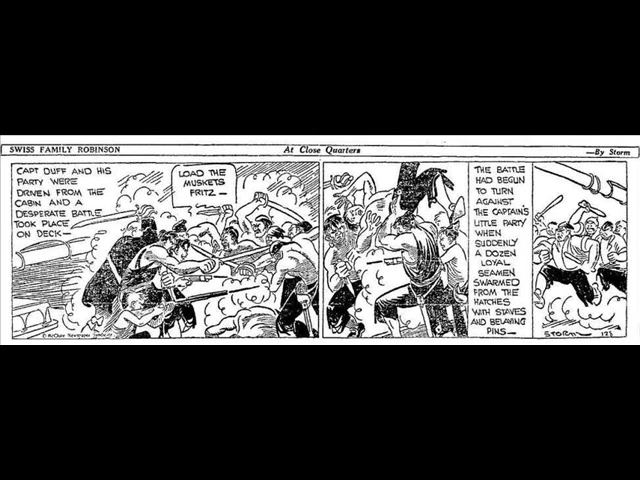 SWISS FAMILY ROBINSON
At Close Quarters
—By Storm
CAPT DUFF AND HIS
PARTY WERE
DRIVEN FROM THE
CABIN AND A
DESPERATE BATTLE
TOOK PLACE
ON DECK—
LOAD THE
MUSKETS
FRITZ —
THE BATTLE
HAD BEGUN
TO TURN
AGAINST
THE CAPTAIN'S
LITTLE PARTY
WHEN
SUDDENLY
A DOZEN
LOYAL
SEAMEN
SWARMED
FROM THE
HATCHES
WITH STAVES
AND BELAYING
PINS—
STORM 125